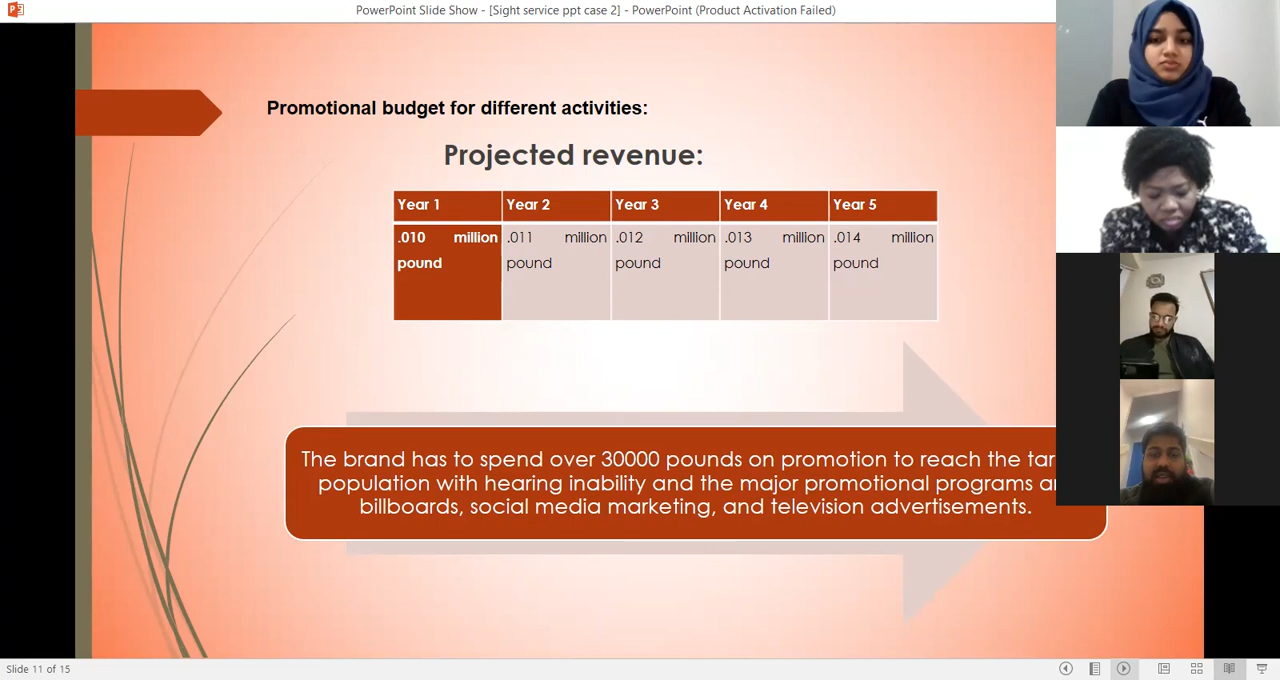 PowerPoint Slide Show - [Sight service ppt case 2] - PowerPoint (Product Activation Failed)
Promotional budget for different activities:
Projected revenue:
Year 1 Year 2 Year 3 Year 4 Year 5
.010 million .011 million .012 million .013 million .014 million
pound pound pound pound pound
The brand has to spend over 30000 pounds on promotion to reach the tar
population with hearing inability and the major promotional programs ar
billboards, social media marketing, and television advertisements.
Slide 11 of 15